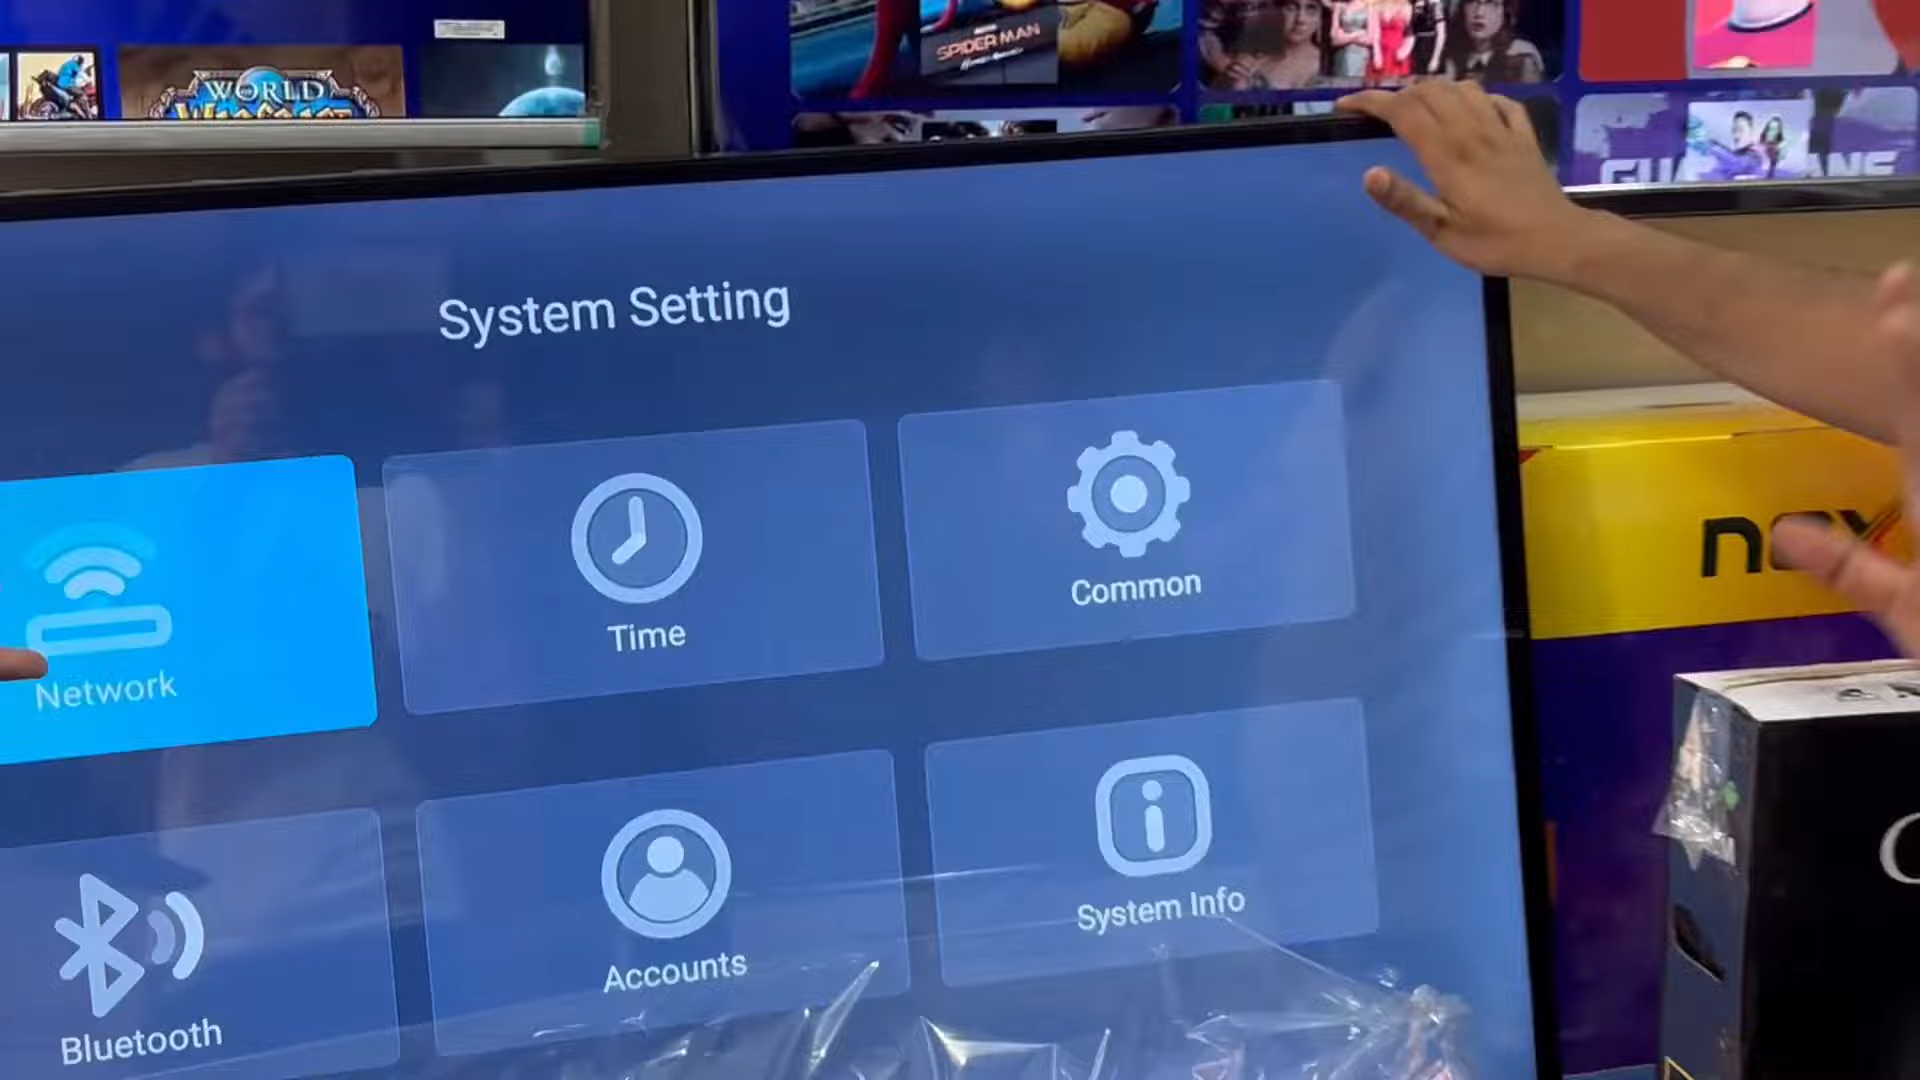 WORLD
SPIDER-MAN
System Setting
Network
Time
Common
Bluetooth
Accounts
System Info